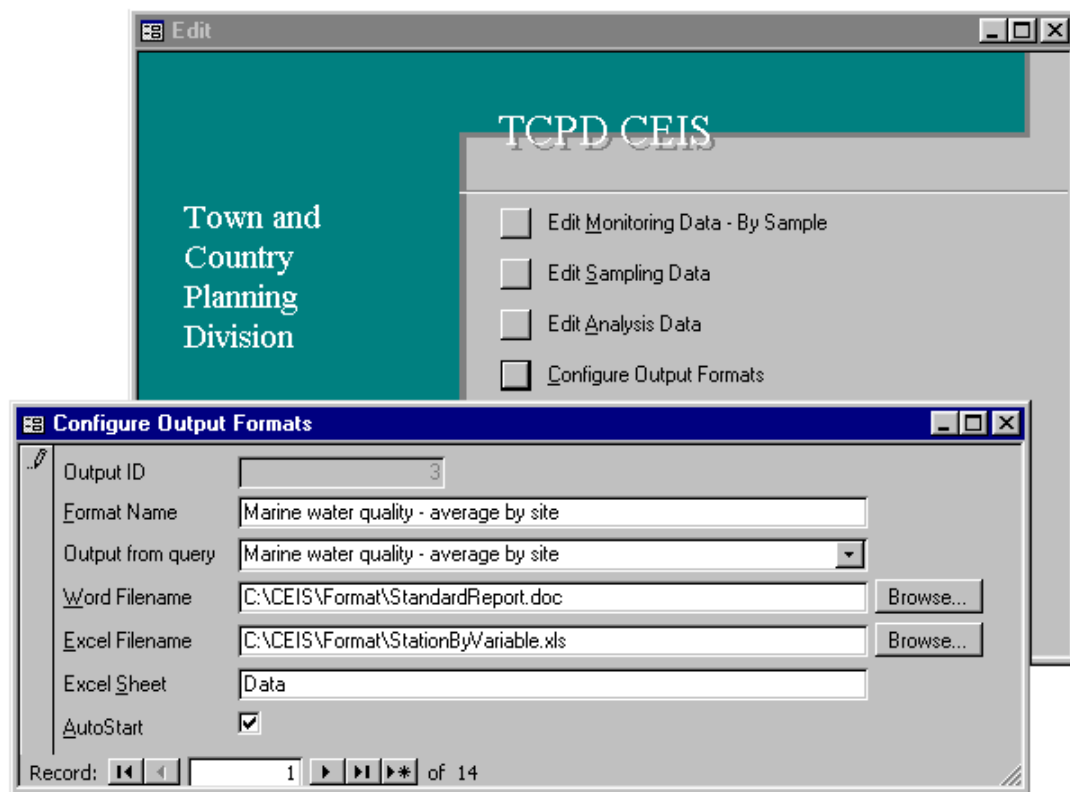 Edit
TCPD CEIS
Town and
Country
Planning
Division
Edit Monitoring Data - By Sample
Edit Sampling Data
Edit Analysis Data
Configure Output Formats
Configure Output Formats
Output ID 3
Format Name Marine water quality - average by site
Output from query Marine water quality - average by site
Word Filename C:\CEIS\Format\StandardReport.doc Browse...
Excel Filename C:\CEIS\Format\StationByVariable.xls Browse...
Excel Sheet Data
AutoStart
Record: 1 of 14